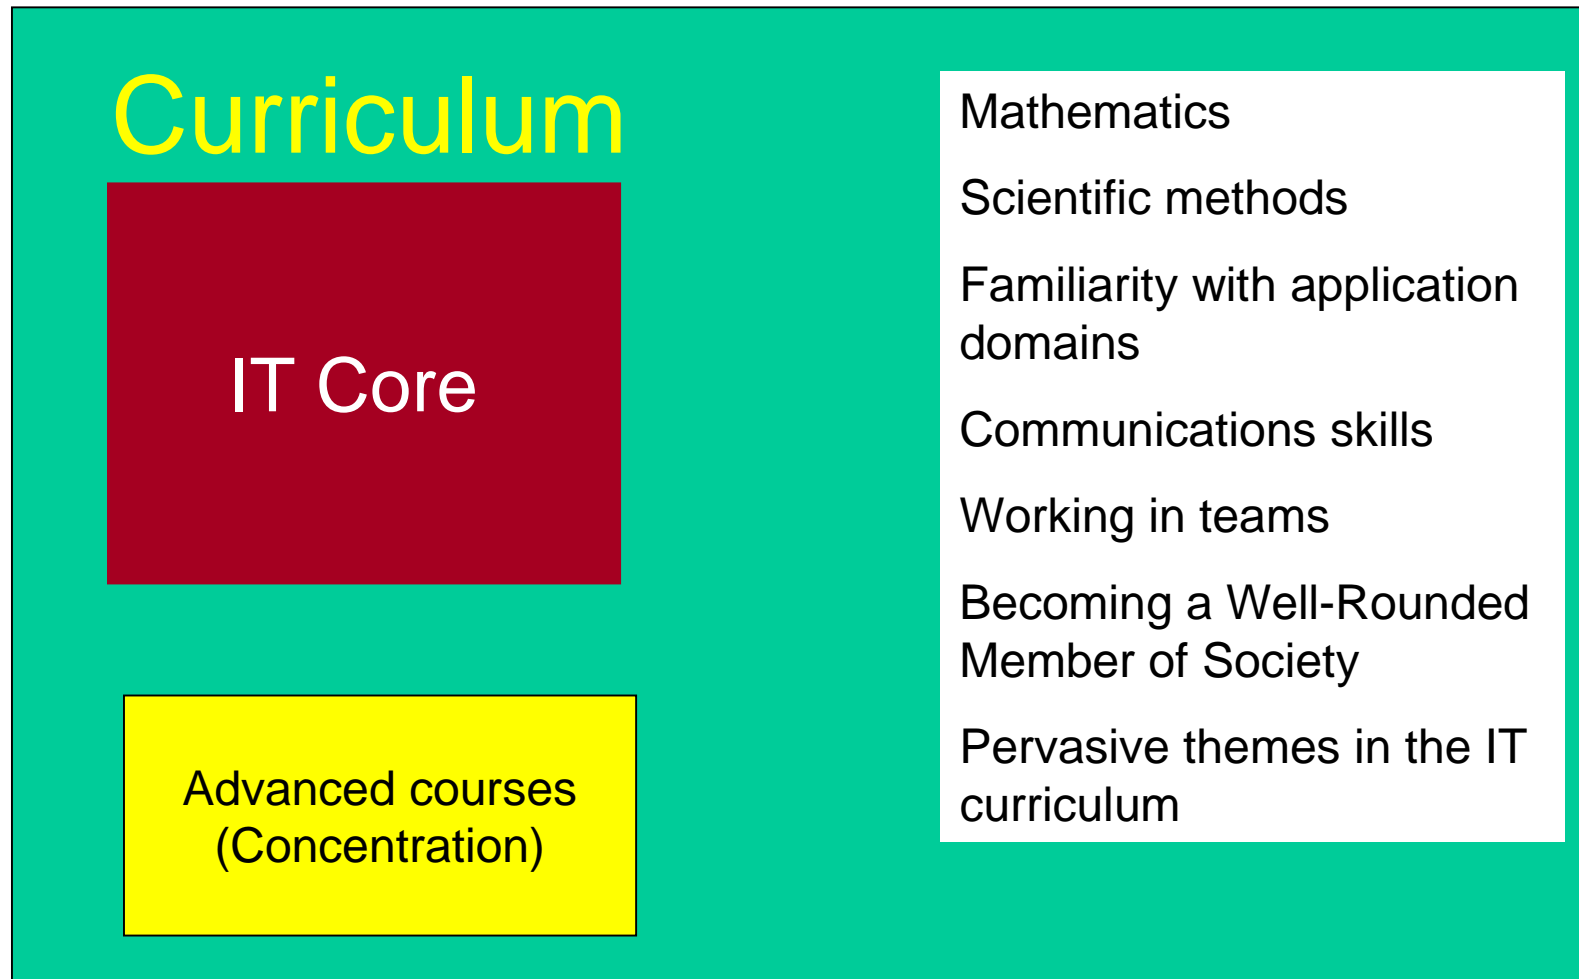 Curriculum
IT Core
Advanced courses
(Concentration)
Mathematics
Scientific methods
Familiarity with application
domains
Communications skills
Working in teams
Becoming a Well-Rounded
Member of Society
Pervasive themes in the IT
curriculum